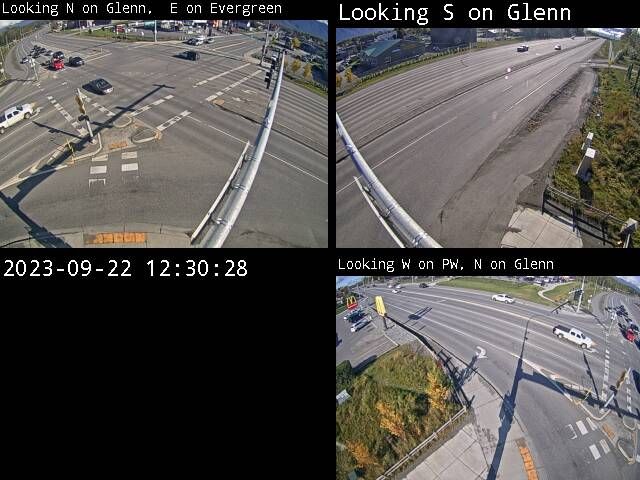 Looking N on Glenn, E on Evergreen
Looking S on Glenn
2023-09-22 12:30:28
Looking W on PW, N on Glenn